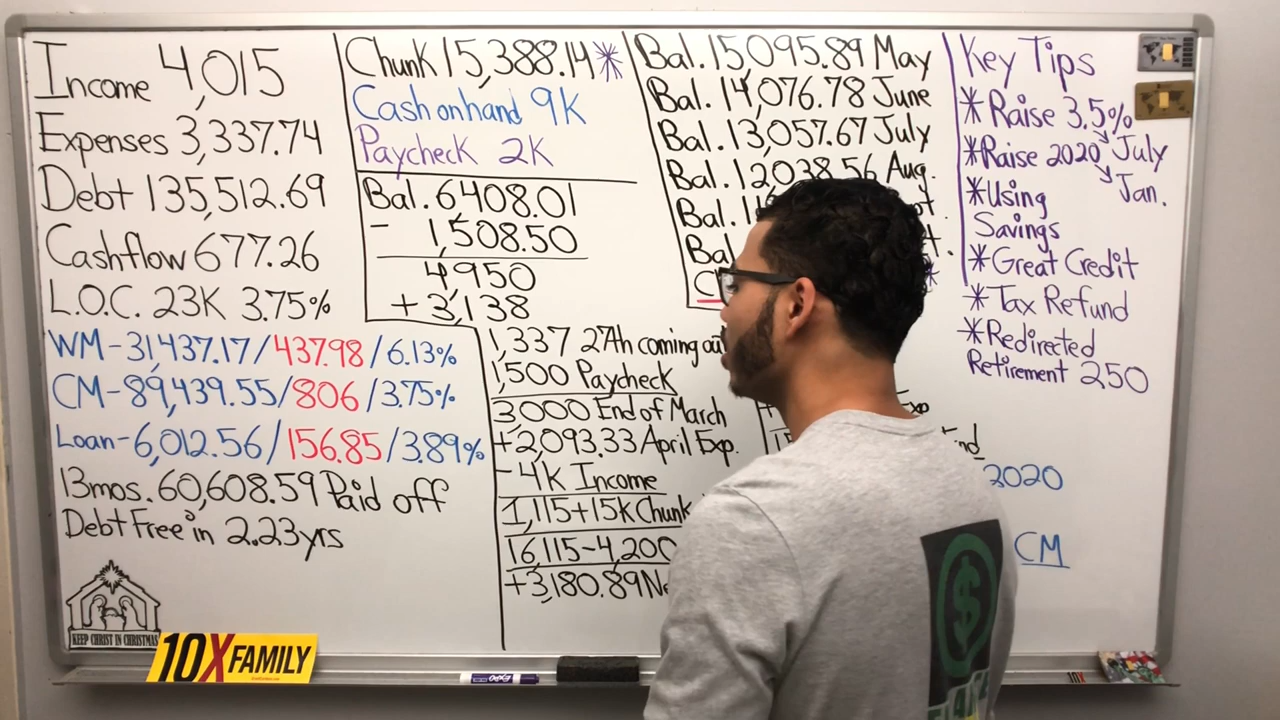 Income 4,015
Expenses 3,337.74
Debt 135,512.69
Cashflow 677.26
L.O.C. 23K 3.75%
WM-31,437.17/437.98/6.13%
CM-89,439.55/806/3.75%
Loan-6,012.56/156.85/3.89%
13mos. 60,608.59 Paid off
Debt Free in 2.23yrs
KEEP CHRIST IN CHRISTMAS
10X FAMILY
Chunk 15,388.14*
Cash on hand 9K
Paycheck 2K
Bal. 6408.01
- 1,508.50
4,950
+ 3,138
1,337 27th coming out
1,500 Paycheck
3,000 End of March
+2,093.33 April Exp.
-4K Income
1,115+15K Chunk
16,115-4,200
+3,180.89
Bal. 15095.89 May
Bal. 14,076.78 June
Bal. 13,057.67 July
Bal. 12,038.56 Aug.
Bal.
Bal
2020
CM
Key Tips
* Raise 3.5%
July
*Raise 2020
Jan.
*Using
Savings
*Great Credit
*Tax Refund
*Redirected
Retirement 250
Expo
10X
$